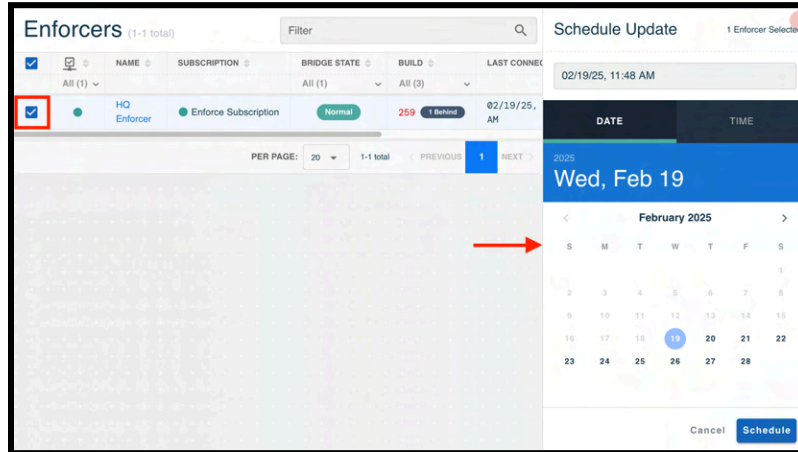 Enforcers (1-1 total)
Filter
NAME SUBSCRIPTION BRIDGE STATE BUILD LAST CONNEC
All (1) All (1) All (3)
HQ Enforcer Enforce Subscription Normal 259 1 Behind 02/19/25, AM
PER PAGE: 20 1-1 total < PREVIOUS 1 NEXT >
Schedule Update 1 Enforcer Selecte
02/19/25, 11:48 AM
DATE TIME
2025
Wed, Feb 19
< February 2025 >
S M T W T F S
1
2 3 4 5 6 7 8
9 10 11 12 13 14 15
16 17 18 19 20 21 22
23 24 25 26 27 28
Cancel Schedule